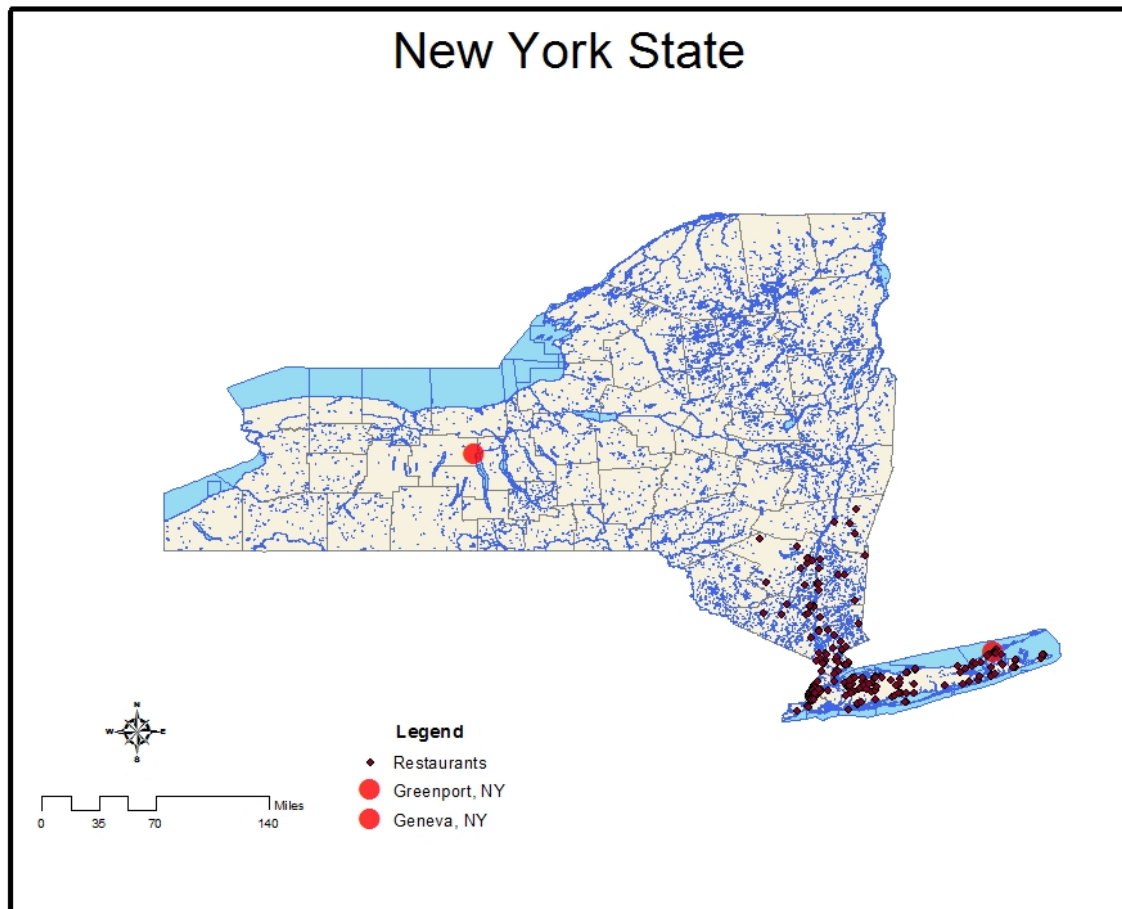 New York State
N
W E
S
Legend
Restaurants
Greenport, NY
Geneva, NY
Miles
0 35 70 140